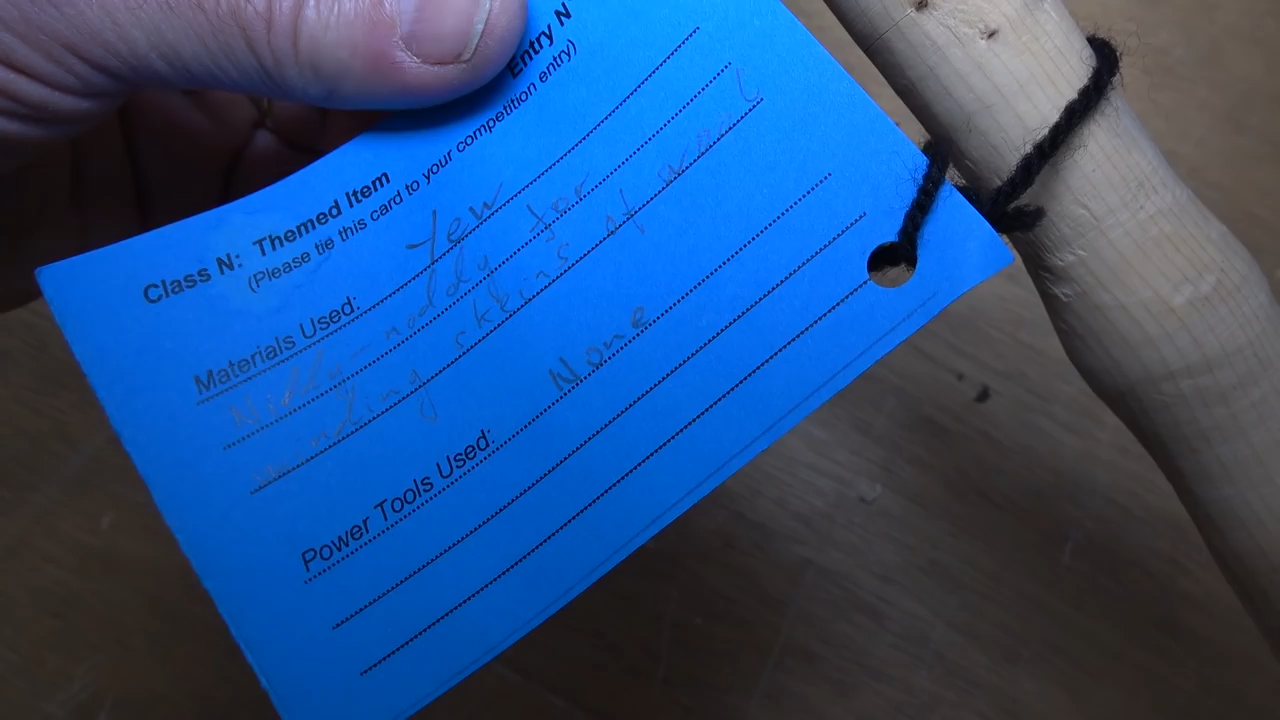 Entry N
Class N: Themed Item
(Please tie this card to your competition entry)
Materials Used: Yew
Niddy-noddy for
winding skeins of wool
Power Tools Used: None